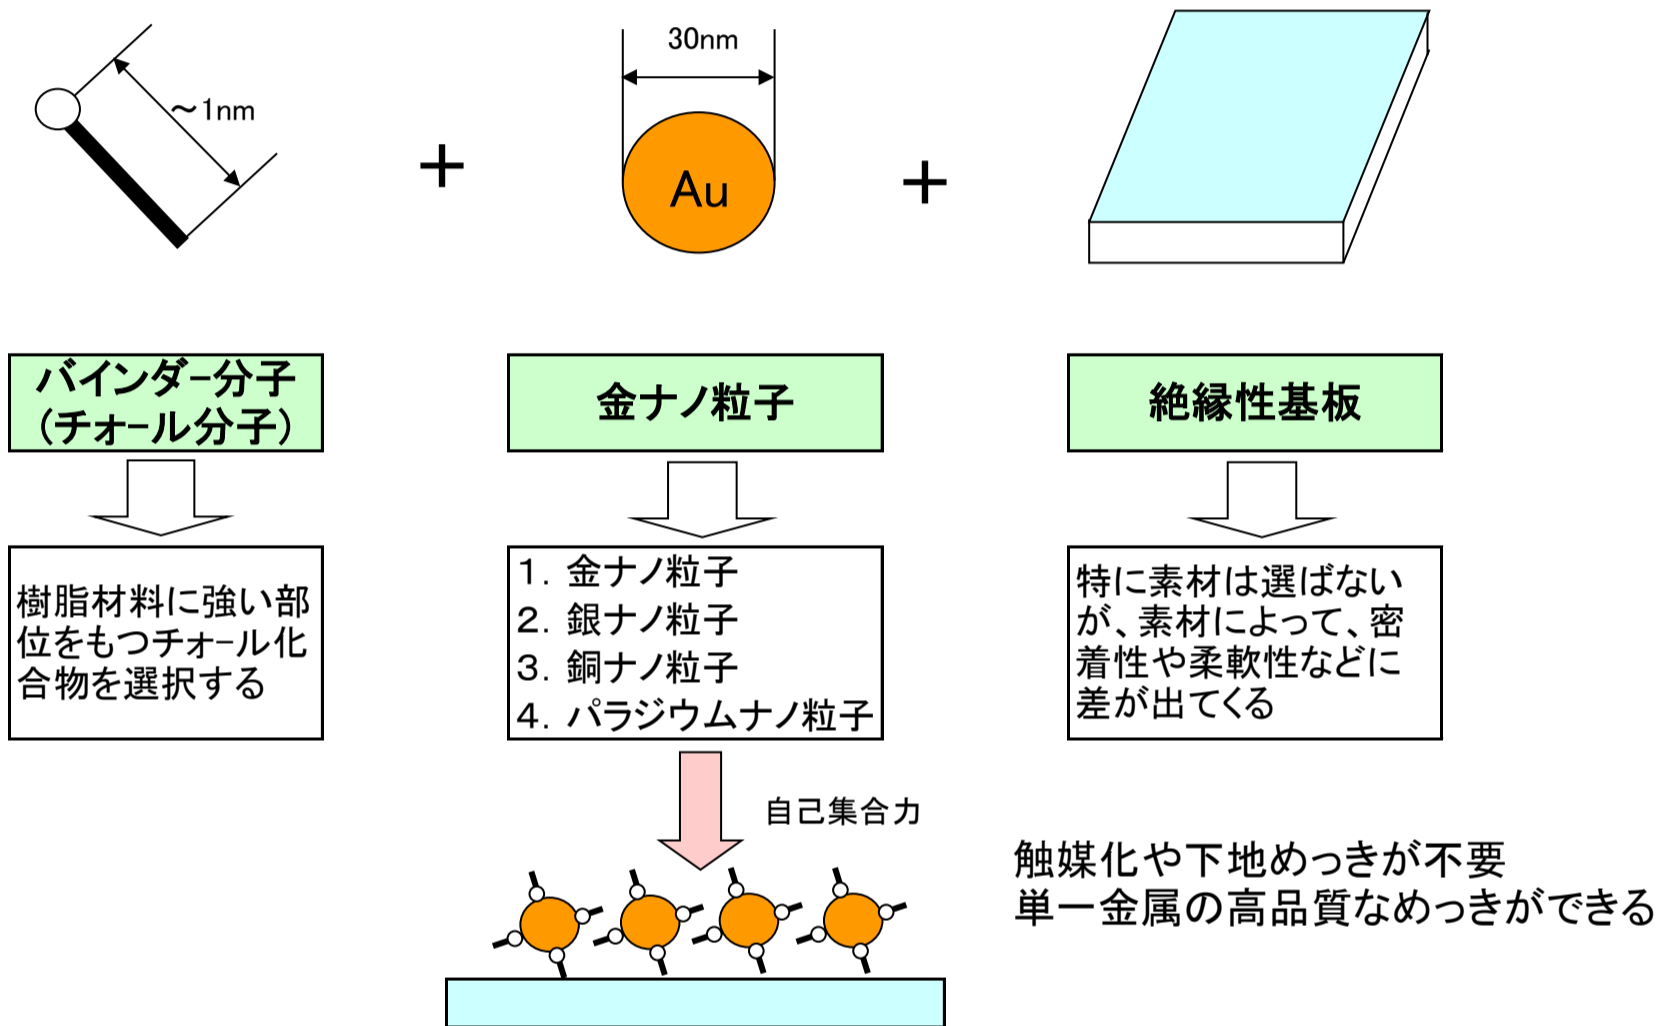 ～1nm
+
30nm
Au
+
バインダー分子
(チオール分子)
金ナノ粒子
絶縁性基板
樹脂材料に強い部
位をもつチォール化
合物を選択する
1. 金ナノ粒子
2. 銀ナノ粒子
3. 銅ナノ粒子
4. パラジウムナノ粒子
特に素材は選ばない
が、素材によって、密
着性や柔軟性などに
差が出てくる
自己集合力
触媒化や下地めっきが不要
単一金属の高品質なめっきができる